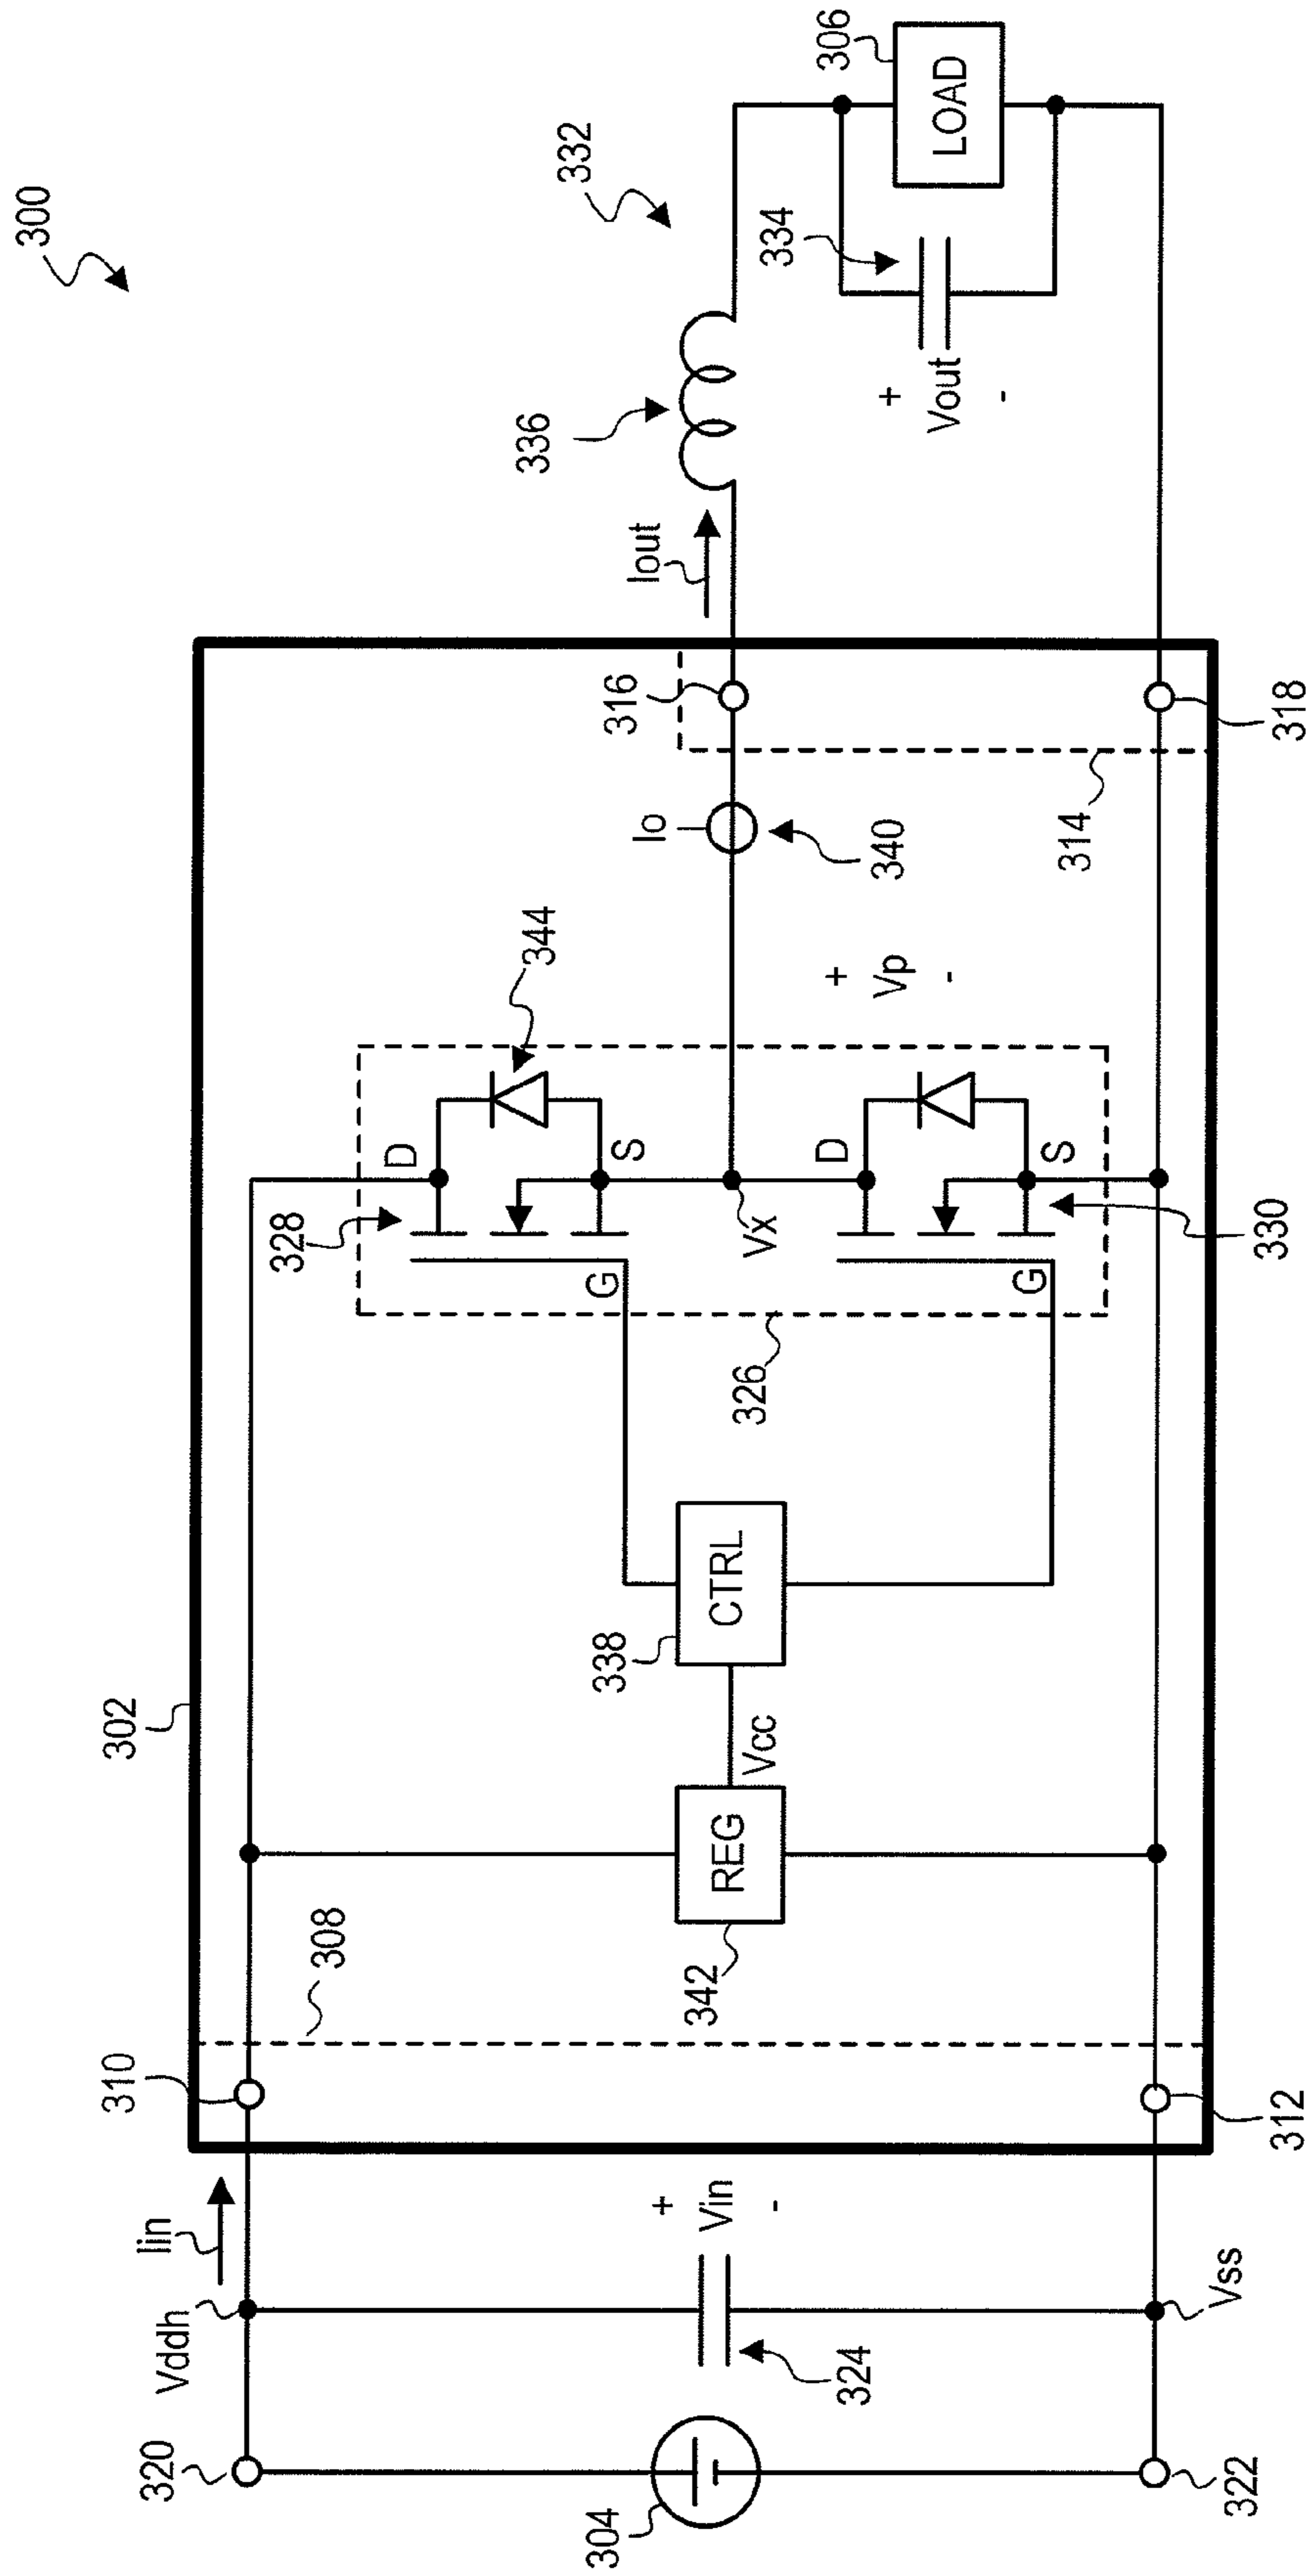 300
302
308
310
Iin
Vddh
320
304
324
+
Vin
-
Vss
322
312
342
REG
Vcc
338
CTRL
326
328
D
G
S
344
Vx
D
G
S
330
+
Vp
-
Io
340
316
314
318
Iout
336
332
334
+
Vout
-
306
LOAD